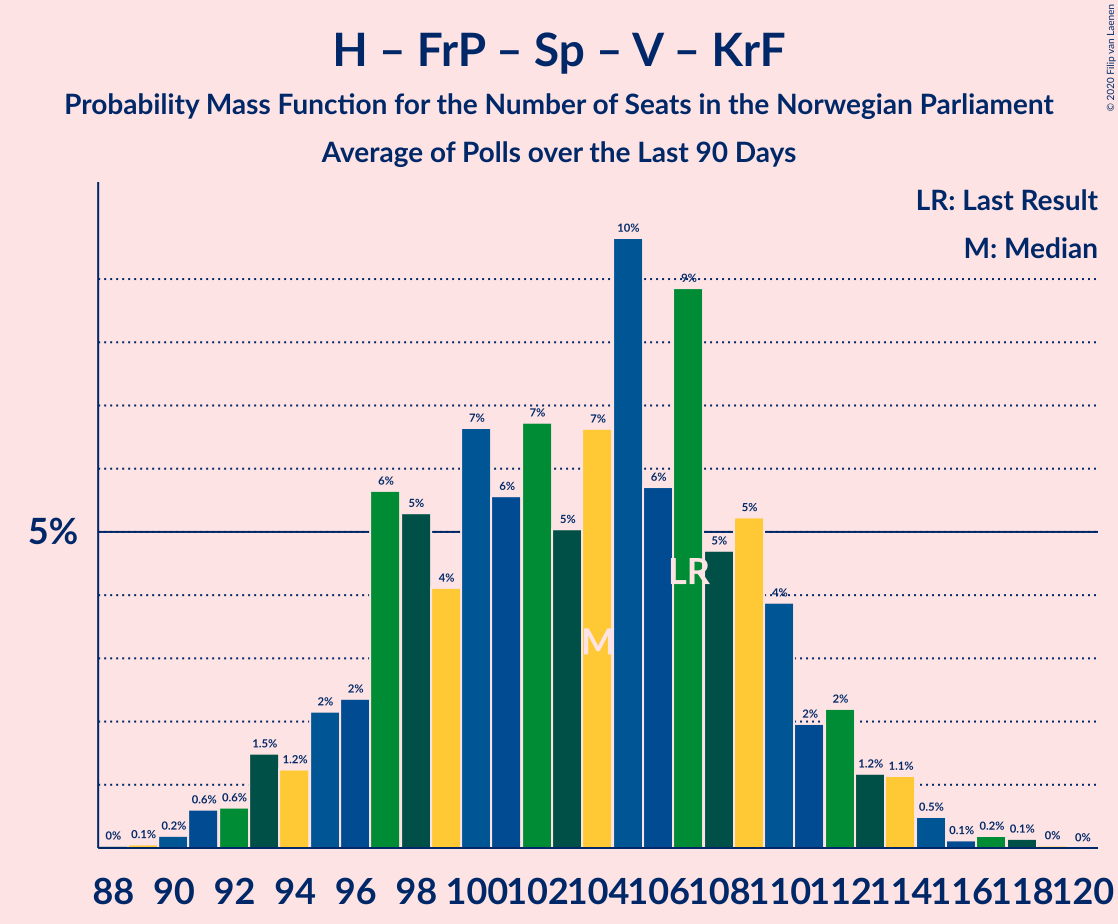 H – FrP – Sp – V – KrF
Probability Mass Function for the Number of Seats in the Norwegian Parliament
Average of Polls over the Last 90 Days
© 2020 Filip van Laenen
LR: Last Result
M: Median
5%
0% 0.1% 0.2% 0.6% 0.6% 1.5% 1.2% 2% 2% 6% 5% 4% 7% 6% 7% 5% 7% 10% 6% 9% 5% 5% 4% 2% 2% 1.2% 1.1% 0.5% 0.1% 0.2% 0.1% 0% 0%
LR
M
88 90 92 94 96 98 100 102 104 106 108 110 112 114 116 118 120